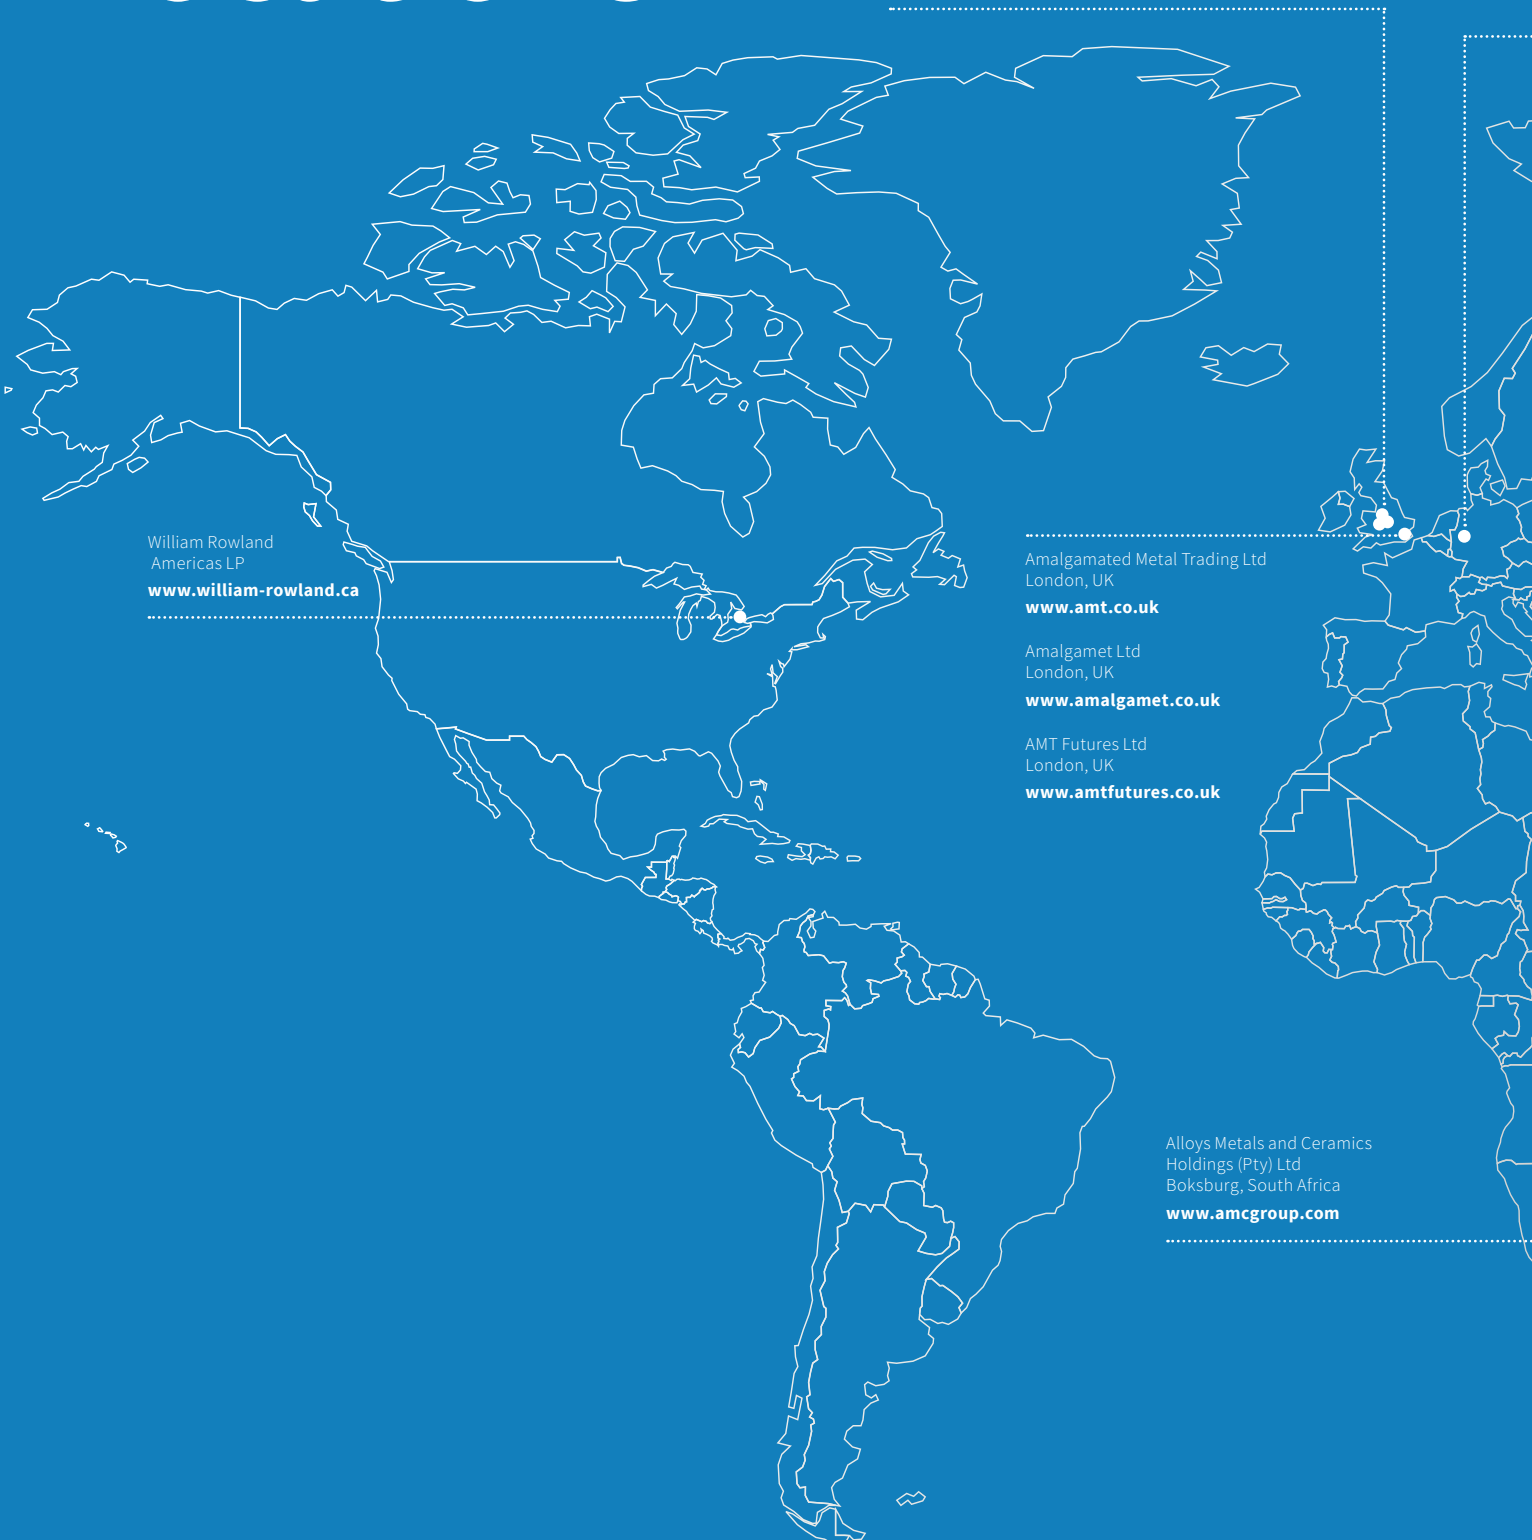 William Rowland
Americas LP
www.william-rowland.ca
Amalgamated Metal Trading Ltd
London, UK
www.amt.co.uk
Amalgamet Ltd
London, UK
www.amalgamet.co.uk
AMT Futures Ltd
London, UK
www.amtfutures.co.uk
Alloys Metals and Ceramics
Holdings (Pty) Ltd
Boksburg, South Africa
www.amcgroup.com